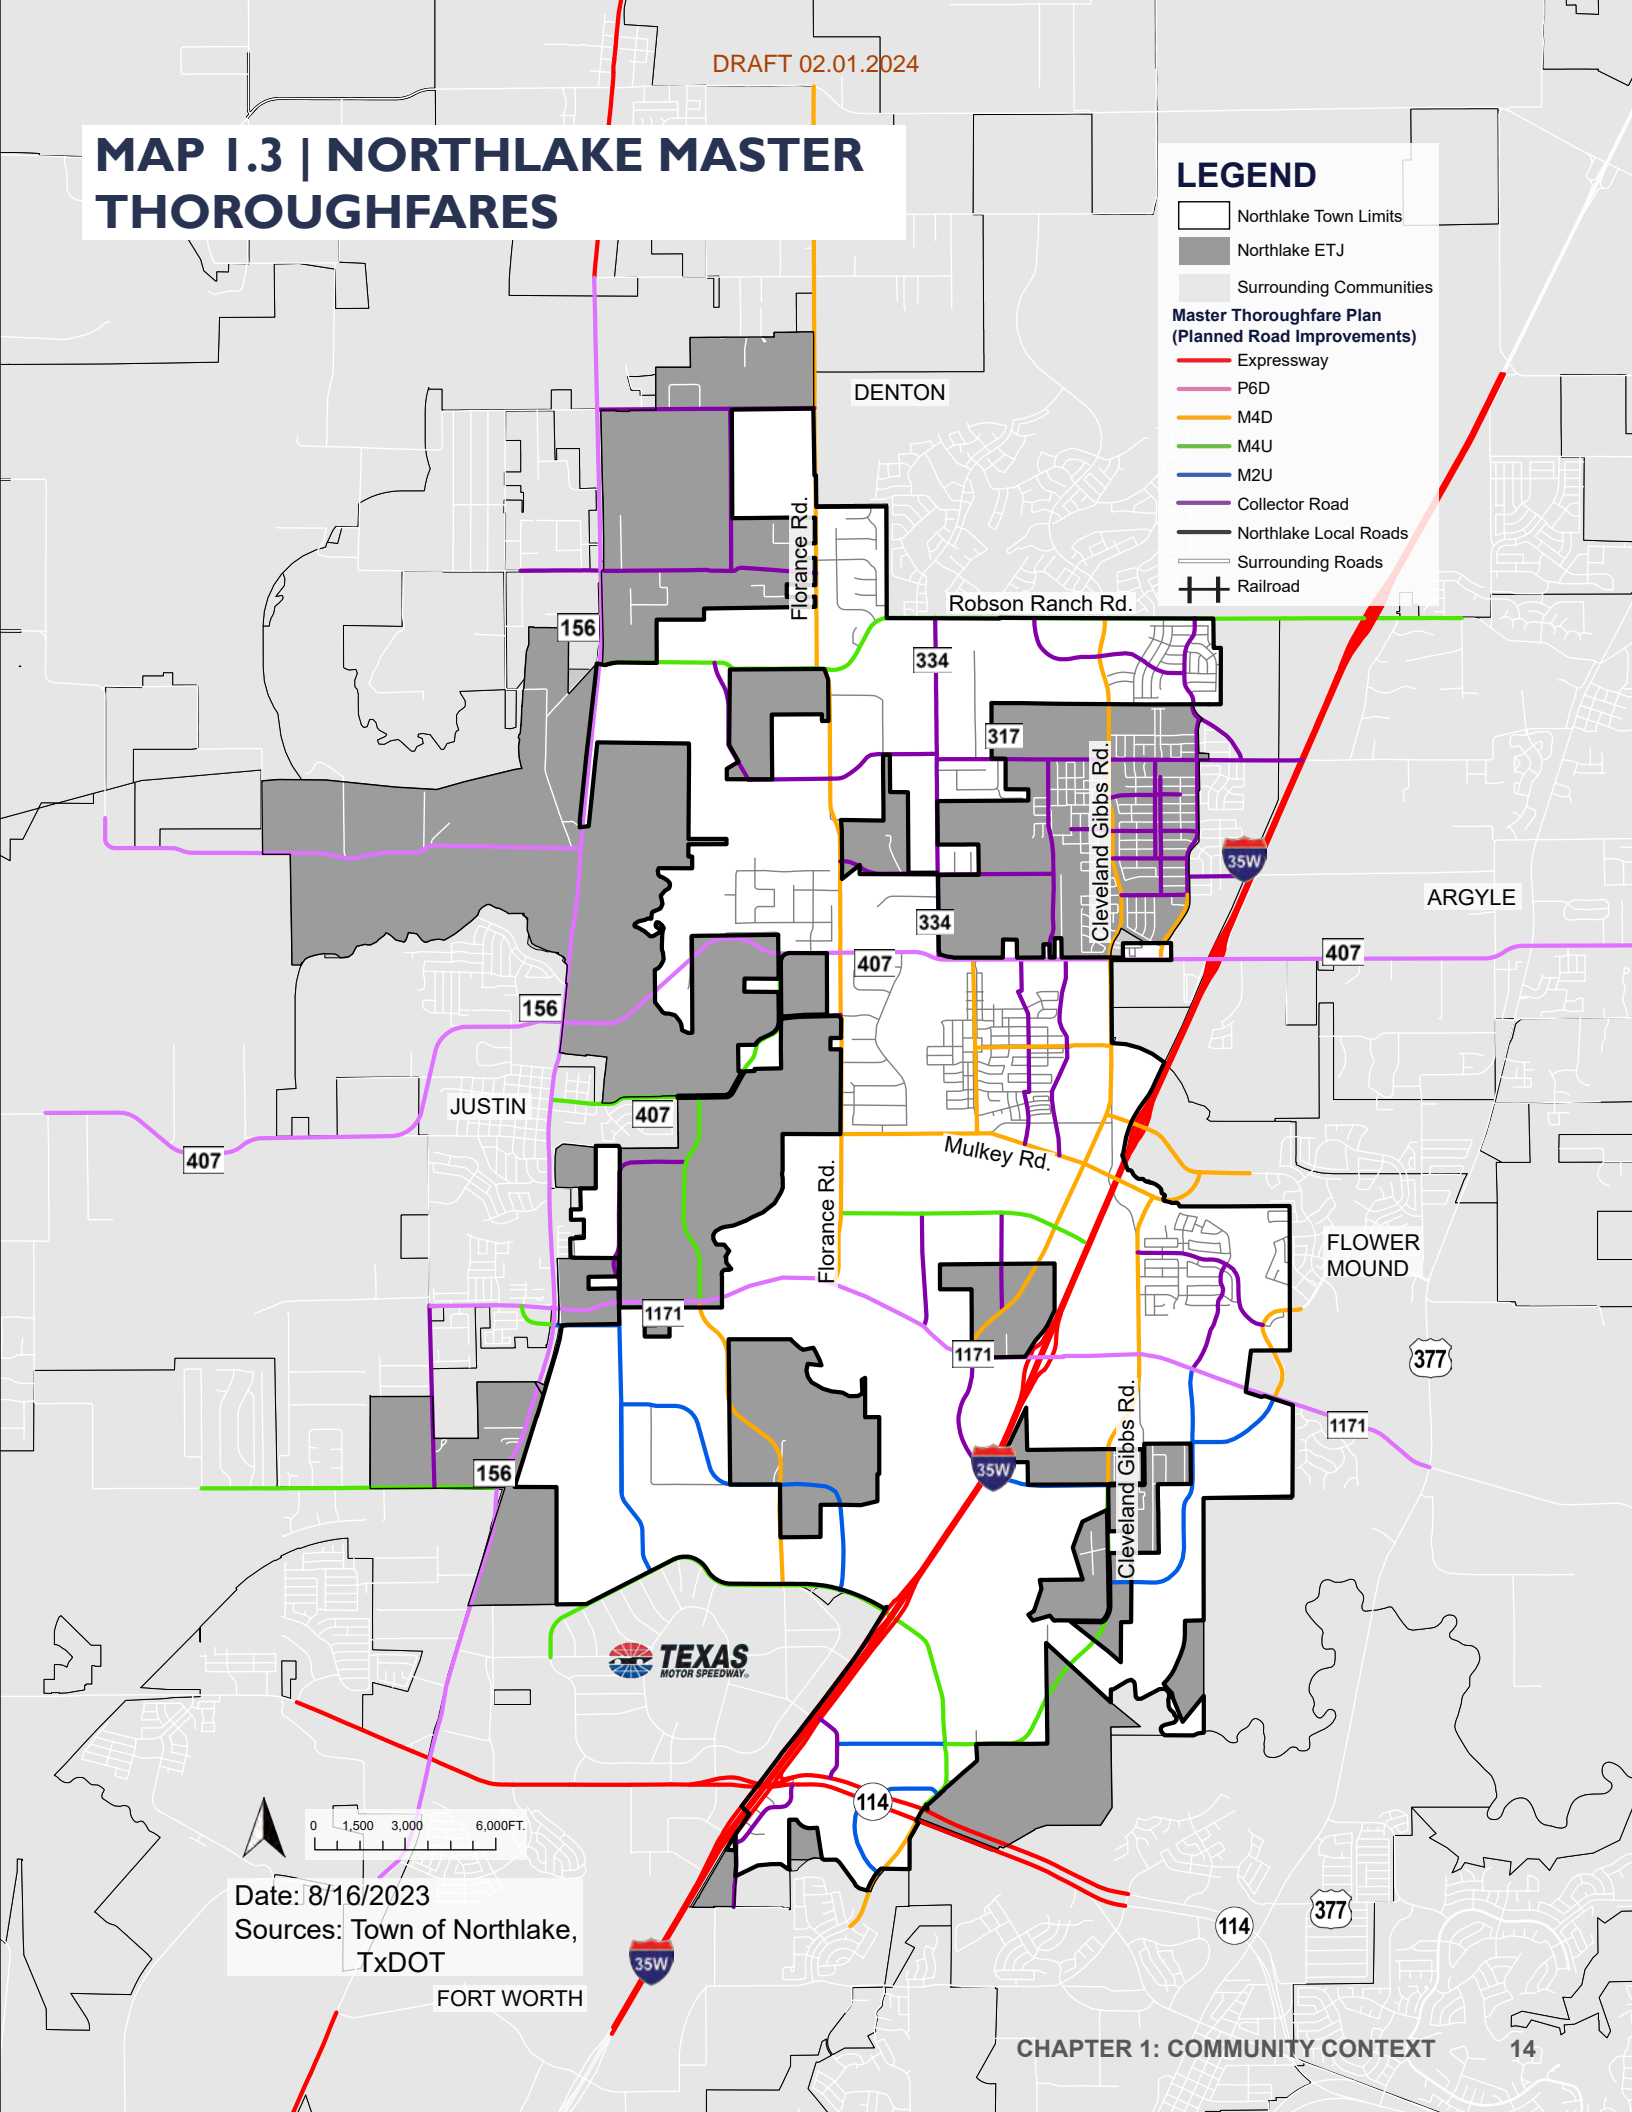 DRAFT 02.01.2024
MAP 1.3 | NORTHLAKE MASTER
THOROUGHFARES
LEGEND
Northlake Town Limits
Northlake ETJ
Surrounding Communities
Master Thoroughfare Plan
(Planned Road Improvements)
Expressway
P6D
M4D
M4U
M2U
Collector Road
Northlake Local Roads
Surrounding Roads
Railroad
DENTON
Florance Rd.
Robson Ranch Rd.
156
334
317
Cleveland Gibbs Rd.
35W
ARGYLE
334
407
407
156
JUSTIN
407
407
Mulkey Rd.
Florance Rd.
FLOWER
MOUND
1171
1171
377
1171
Cleveland Gibbs Rd.
156
35W
TEXAS
MOTOR SPEEDWAY®
114
0 1,500 3,000 6,000FT.
Date: 8/16/2023
Sources: Town of Northlake,
TxDOT
377
114
35W
FORT WORTH
CHAPTER 1: COMMUNITY CONTEXT 14